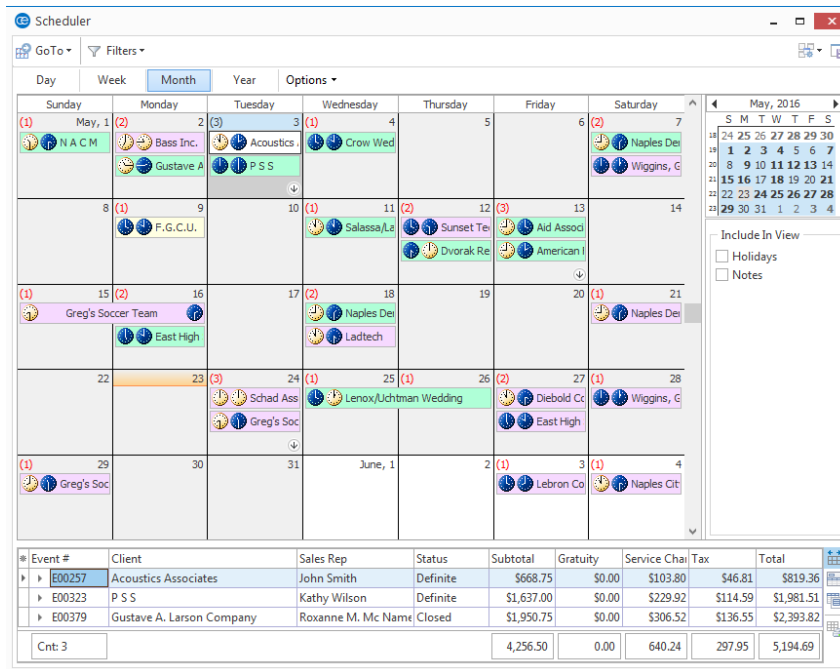 Scheduler
GoTo Filters
Day Week Month Year Options
Sunday Monday Tuesday Wednesday Thursday Friday Saturday
(1) May, 1 (2) 2 (3) 3 (1) 4 5 6 (2) 7
N A C M Bass Inc. Acoustics Crow Wed Naples Der
Gustave A P S S Wiggins, G
8 (1) 9 10 (1) 11 (2) 12 (3) 13 14
F.G.C.U. Salassa/La Sunset Te Aid Associ
Dvorak Re American
(1) 15 (2) 16 17 (2) 18 19 20 (1) 21
Greg's Soccer Team Naples Der Naples Der
East High Ladtech
22 23 (3) 24 (1) 25 (1) 26 (2) 27 (1) 28
Schad Ass Lenox/Uchtman Wedding Diebold Co Wiggins, G
Greg's Soc East High
(1) 29 30 31 June, 1 2 (1) 3 (1) 4
Greg's Soc Lebron Co Naples Cit
May, 2016
S M T W T F S
18 24 25 26 27 28 29 30
19 1 2 3 4 5 6 7
20 8 9 10 11 12 13 14
21 15 16 17 18 19 20 21
22 22 23 24 25 26 27 28
23 29 30 31 1 2 3 4
Include In View
Holidays
Notes
Event # Client Sales Rep Status Subtotal Gratuity Service Char Tax Total
E00257 Acoustics Associates John Smith Definite $668.75 $0.00 $103.80 $46.81 $819.36
E00323 P S S Kathy Wilson Definite $1,637.00 $0.00 $229.92 $114.59 $1,981.51
E00379 Gustave A. Larson Company Roxanne M. Mc Name Closed $1,950.75 $0.00 $306.52 $136.55 $2,393.82
Cnt: 3 4,256.50 0.00 640.24 297.95 5,194.69